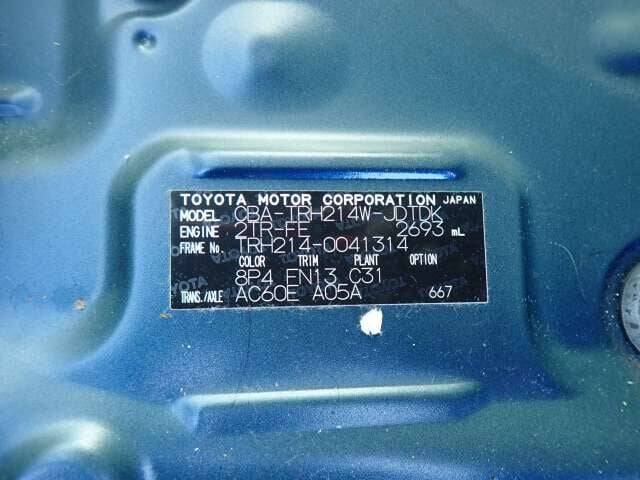 TOYOTA MOTOR CORPORATION JAPAN
MODEL CBA-TRH214W-JDTDK
ENGINE 2TR-FE 2693 mL
FRAME No. TRH214-0041314
COLOR TRIM PLANT OPTION
8P4 FN13 C31
TRANS./AXLE AC60E A05A 667